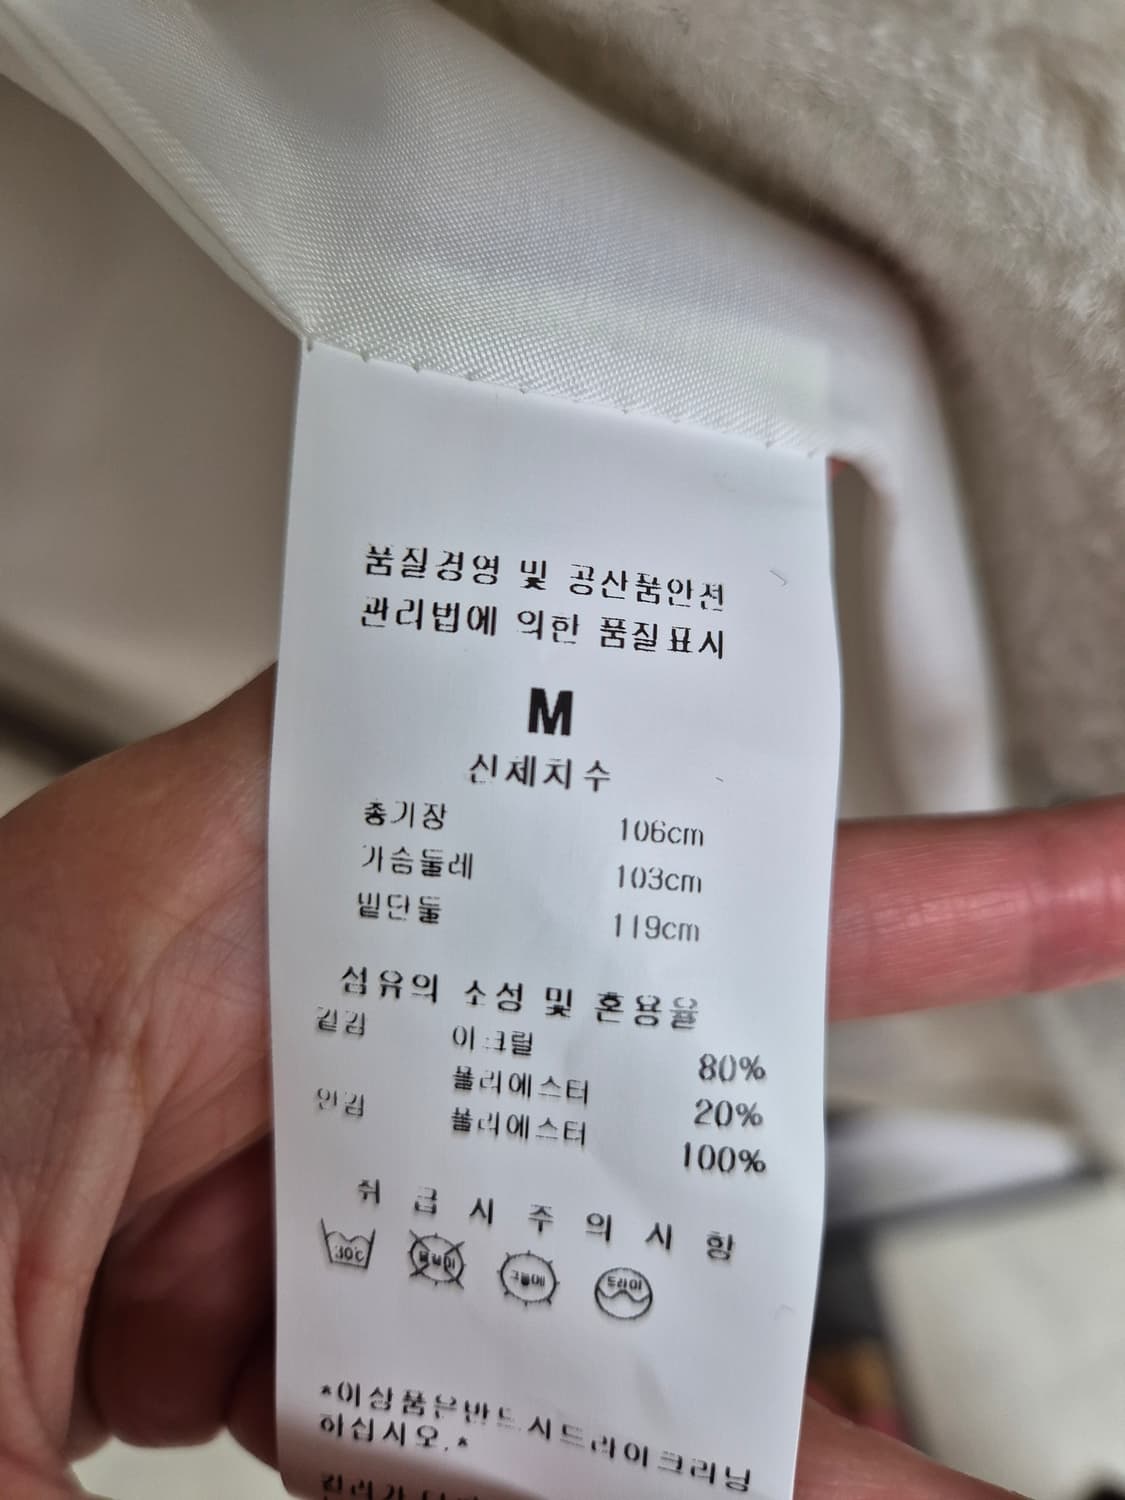 품질경영 및 공산품안전
관리법에 의한 품질표시
M
신체치수
총기장 106cm
가슴둘레 103cm
밑단둘 119cm
섬유의 소성 및 혼용율
겉감 아크릴 80%
폴리에스터 20%
안감 폴리에스터 100%
취 급 시 주 의 사 항
그늘에 드라이
*이상품은반드시드라이크리닝
하십시오.*